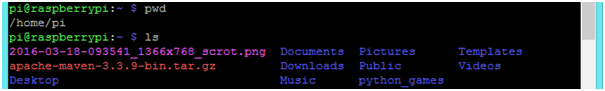 pi@raspberrypi:~ $ pwd
/home/pi
pi@raspberrypi:~ $ ls
2016-03-18-093541_1366x768_scrot.png Documents Pictures Templates
apache-maven-3.3.9-bin.tar.gz Downloads Public Videos
Desktop Music python_games